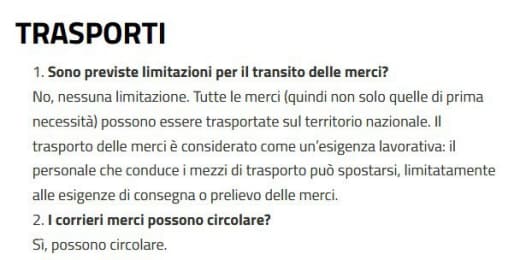 TRASPORTI
1. Sono previste limitazioni per il transito delle merci?
No, nessuna limitazione. Tutte le merci (quindi non solo quelle di prima
necessità) possono essere trasportate sul territorio nazionale. Il
trasporto delle merci è considerato come un'esigenza lavorativa: il
personale che conduce i mezzi di trasporto può spostarsi, limitatamente
alle esigenze di consegna o prelievo delle merci.
2. I corrieri merci possono circolare?
Sì, possono circolare.